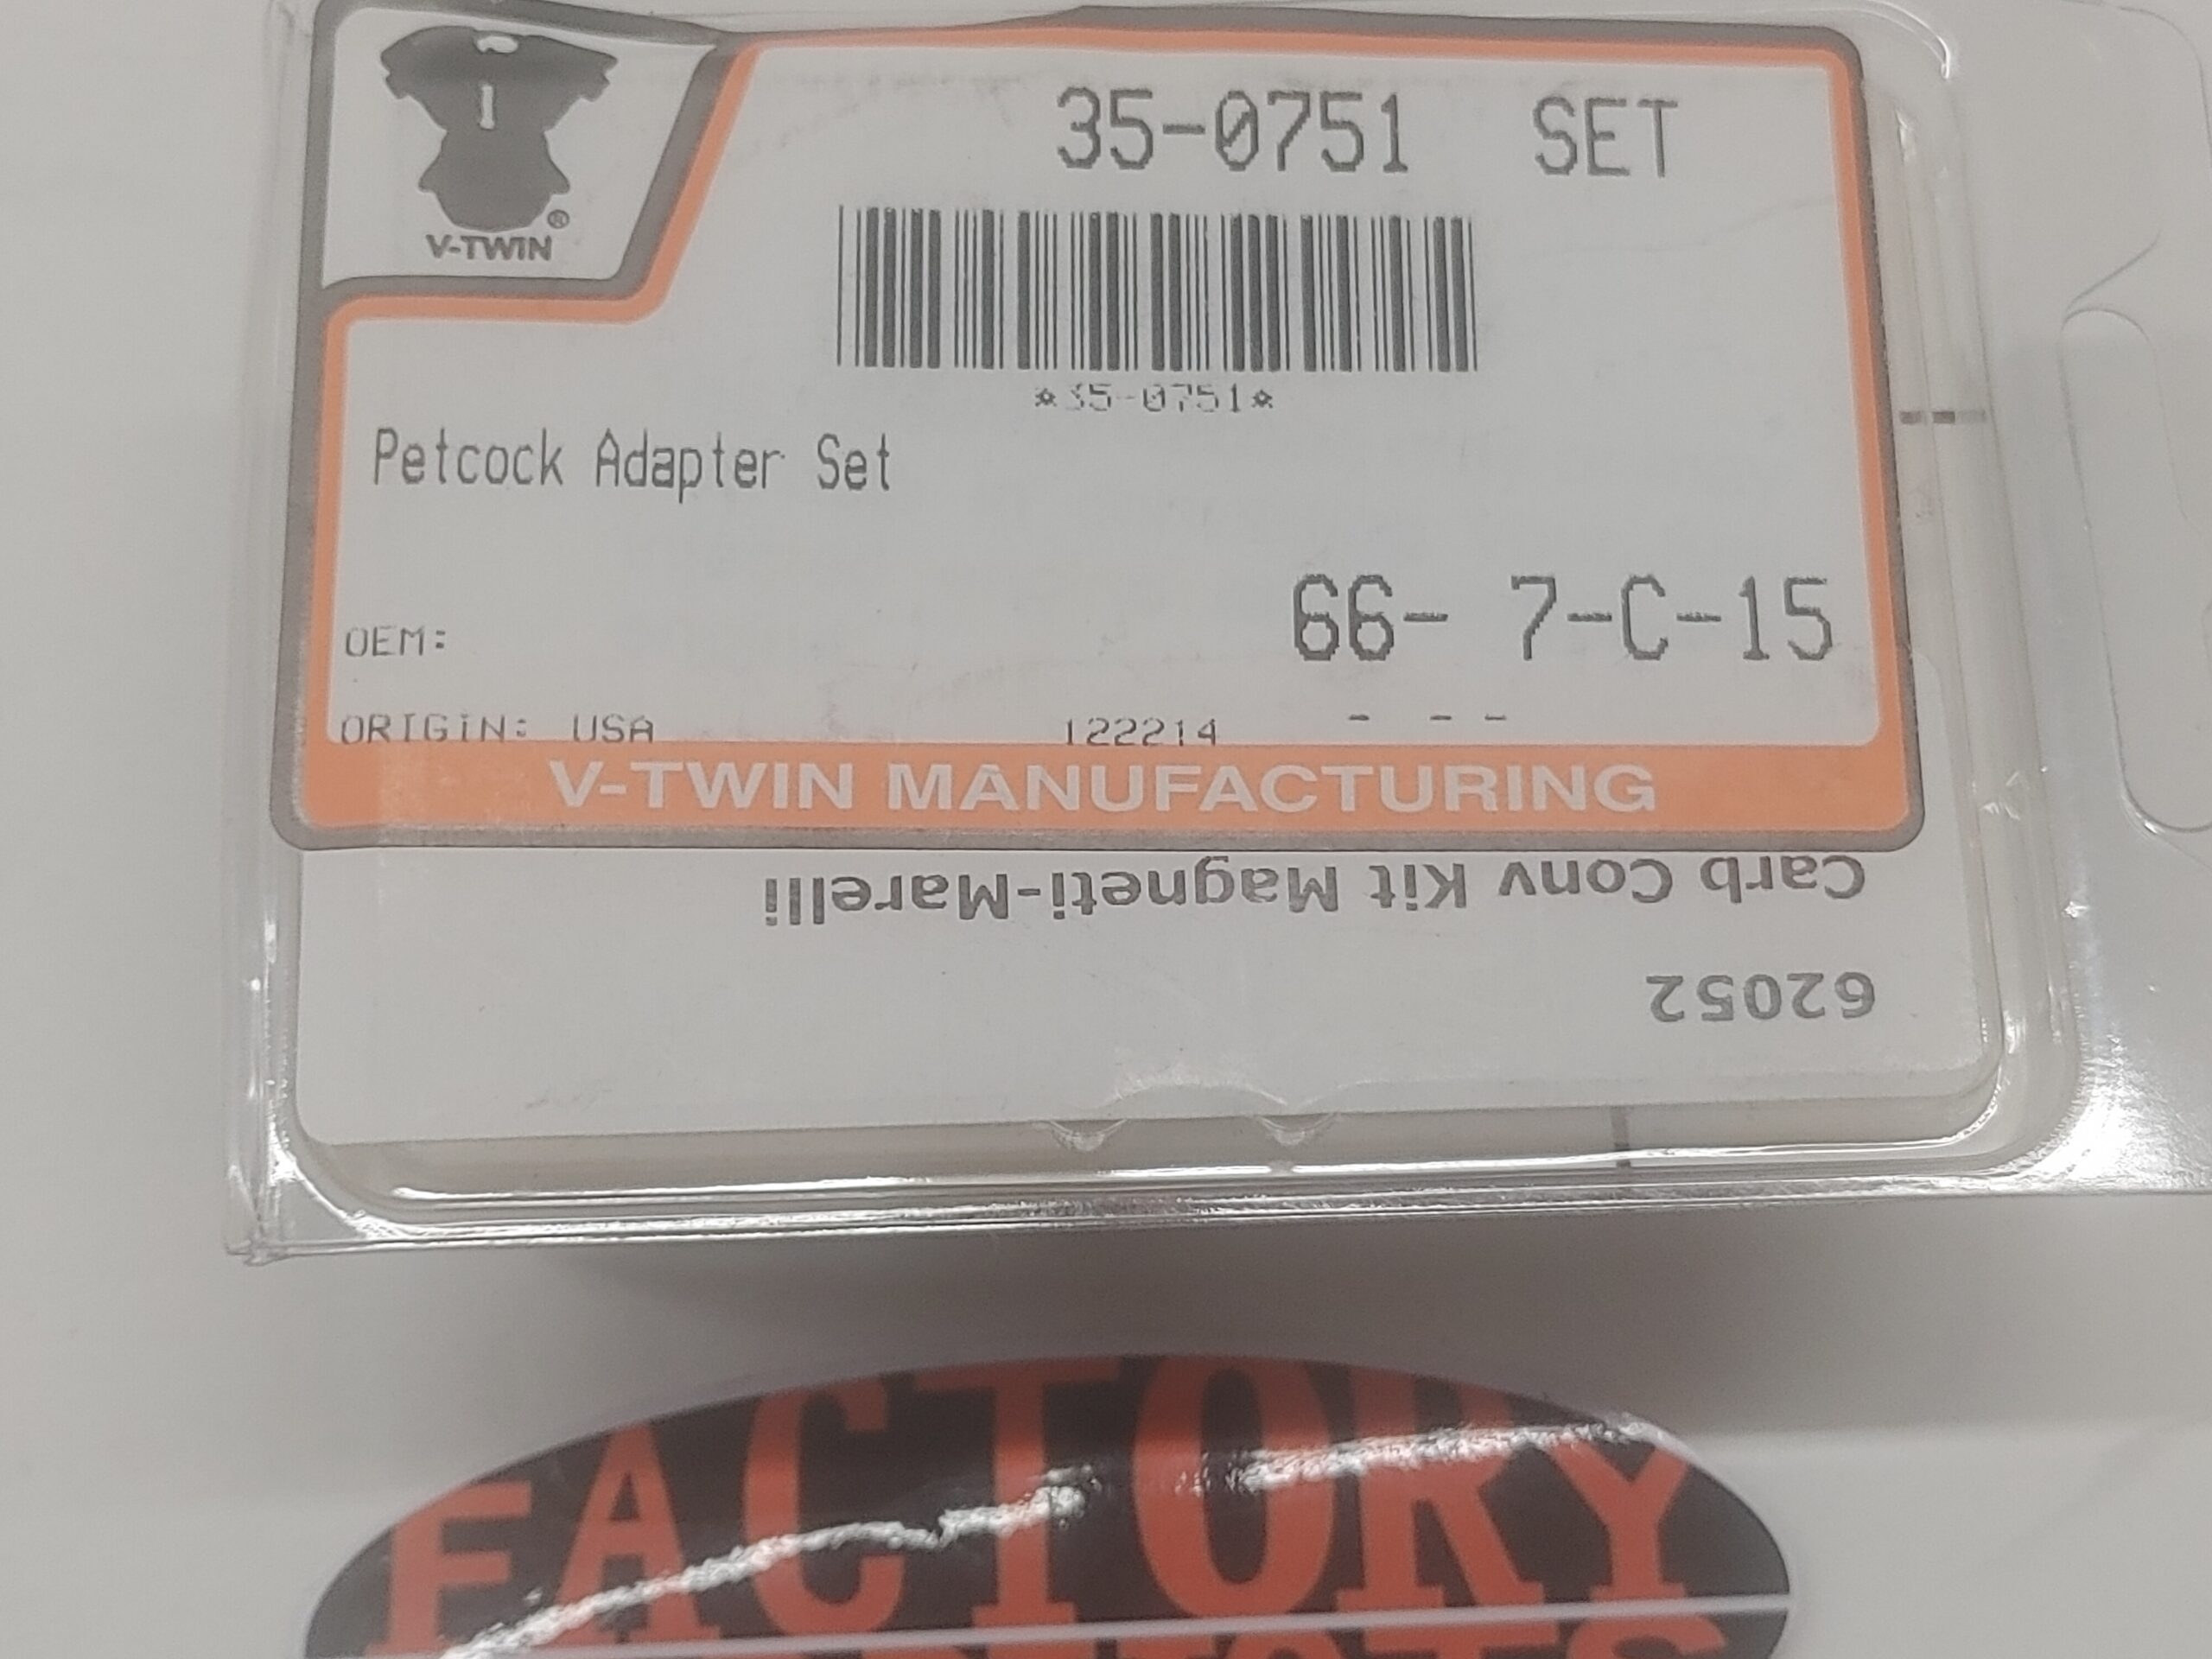 35-0751 SET
®
V-TWIN
*35-0751*
Petcock Adapter Set
66- 7-C-15
OEM:
ORIGIN: USA 122214 - - -
V-TWIN MANUFACTURING
62052
Carb Conv Kit Magneti-Marelli
FACTORY